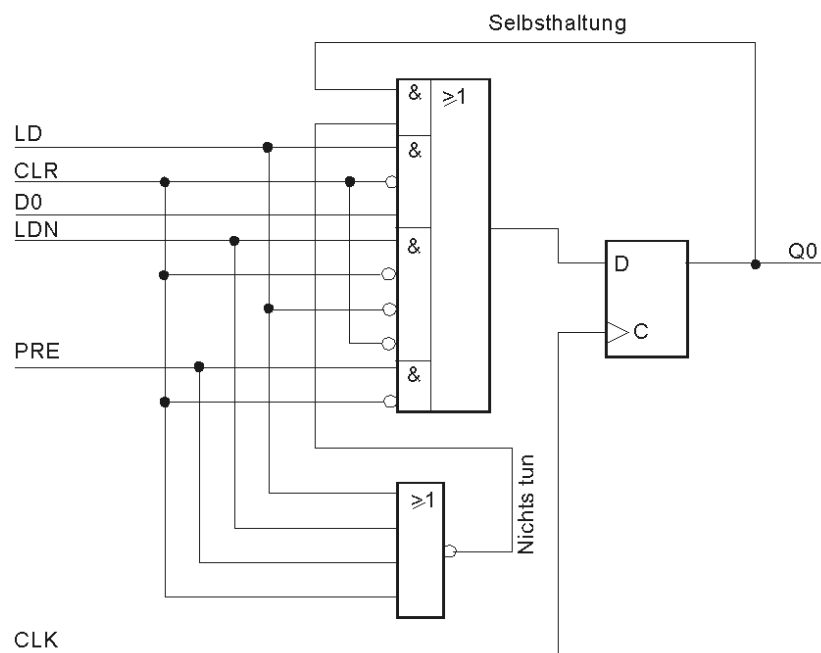 Selbsthaltung
& ≥1
LD
&
CLR
D0
LDN
&
Q0
D
C
PRE
&
Nichts tun
≥1
CLK